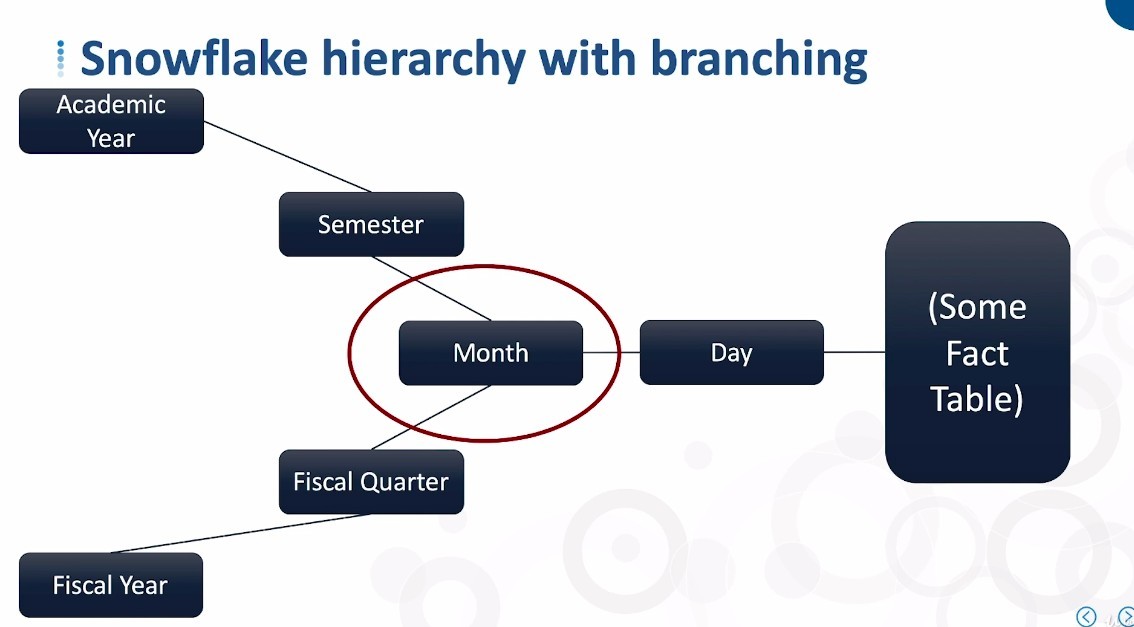 Snowflake hierarchy with branching
Academic
Year
Semester
Month
Day
(Some
Fact
Table)
Fiscal Quarter
Fiscal Year